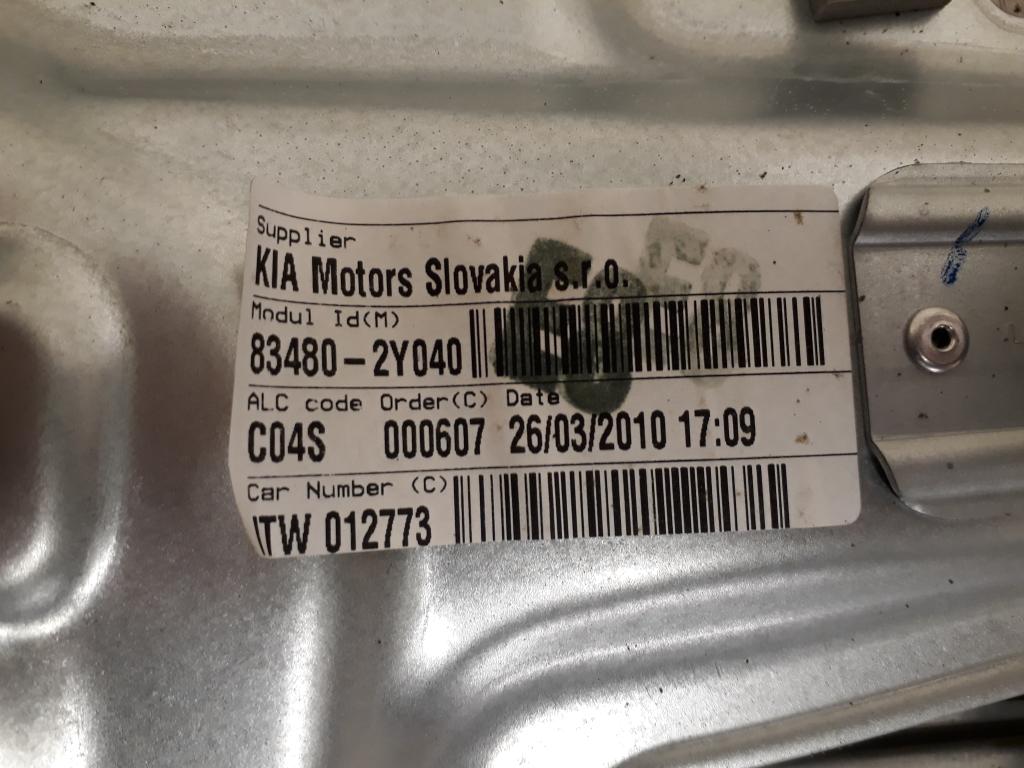 Supplier
KIA Motors Slovakia s.r.o.
Modul Id(M)
83480-2Y040
ALC code Order(C) Date
C04S 000607 26/03/2010 17:09
Car Number (C)
TW 012773